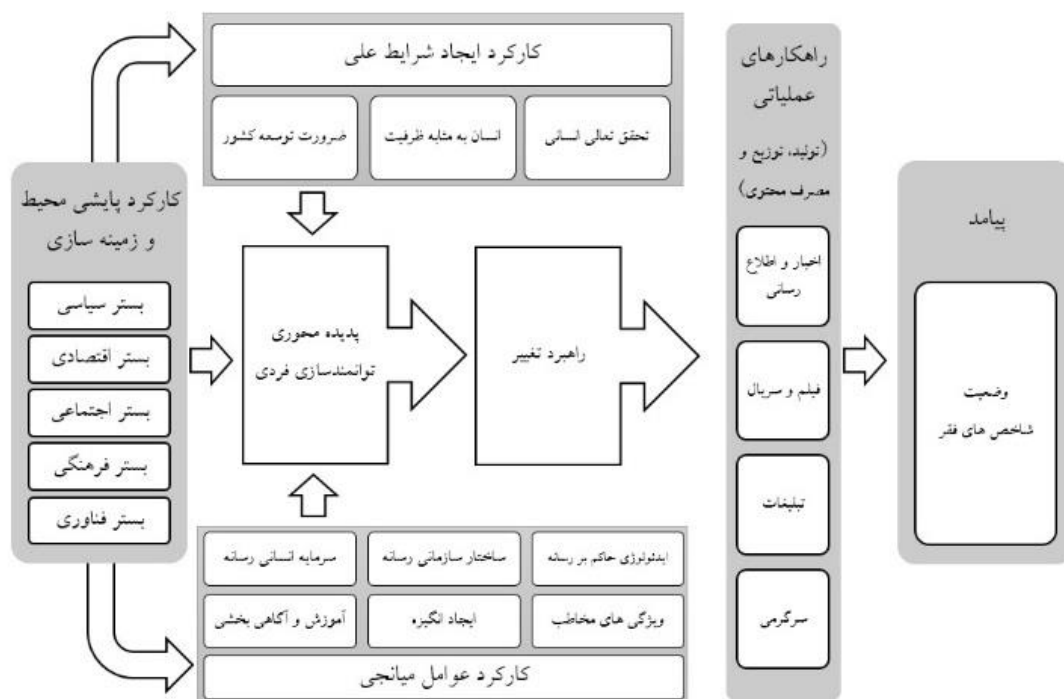 کارکرد ایجاد شرایط علی
تحقق تعالی انسانی
انسان به مثابه ظرفیت
ضرورت توسعه کشور
کارکرد پایشی محیط
و زمینه سازی
بستر سیاسی
بستر اقتصادی
بستر اجتماعی
بستر فرهنگی
بستر فناوری
پدیده محوری
توانمندسازی فردی
راهبرد تغییر
ایدئولوژی حاکم بر رسانه
ساختار سازمانی رسانه
سرمایه انسانی رسانه
ویژگی های مخاطب
ایجاد انگیزه
آموزش و آگاهی بخشی
کارکرد عوامل میانجی
راهکارهای
عملیاتی
(تولید، توزیع و
مصرف محتوی)
اخبار و اطلاع
رسانی
فیلم و سریال
تبلیغات
سرگرمی
پیامد
وضعیت
شاخص های فقر